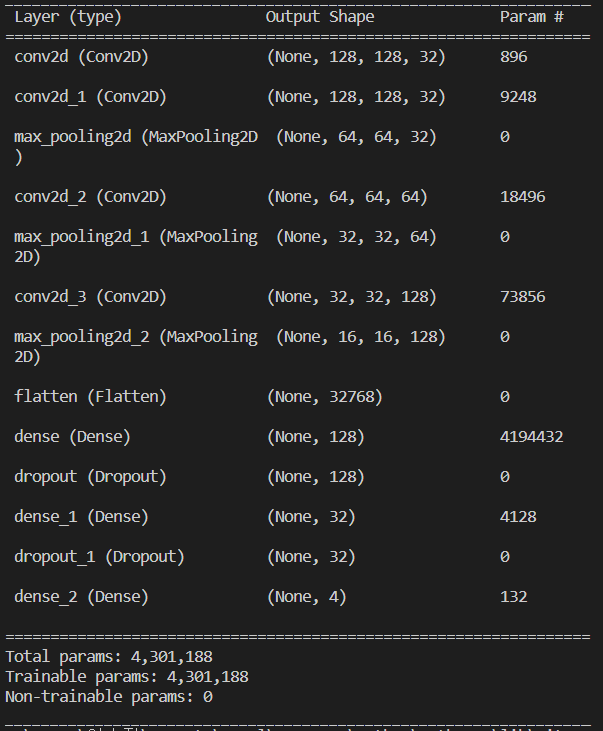 Layer (type) Output Shape Param #
conv2d (Conv2D) (None, 128, 128, 32) 896
conv2d_1 (Conv2D) (None, 128, 128, 32) 9248
max_pooling2d (MaxPooling2D (None, 64, 64, 32) 0
)
conv2d_2 (Conv2D) (None, 64, 64, 64) 18496
max_pooling2d_1 (MaxPooling (None, 32, 32, 64) 0
2D)
conv2d_3 (Conv2D) (None, 32, 32, 128) 73856
max_pooling2d_2 (MaxPooling (None, 16, 16, 128) 0
2D)
flatten (Flatten) (None, 32768) 0
dense (Dense) (None, 128) 4194432
dropout (Dropout) (None, 128) 0
dense_1 (Dense) (None, 32) 4128
dropout_1 (Dropout) (None, 32) 0
dense_2 (Dense) (None, 4) 132
Total params: 4,301,188
Trainable params: 4,301,188
Non-trainable params: 0